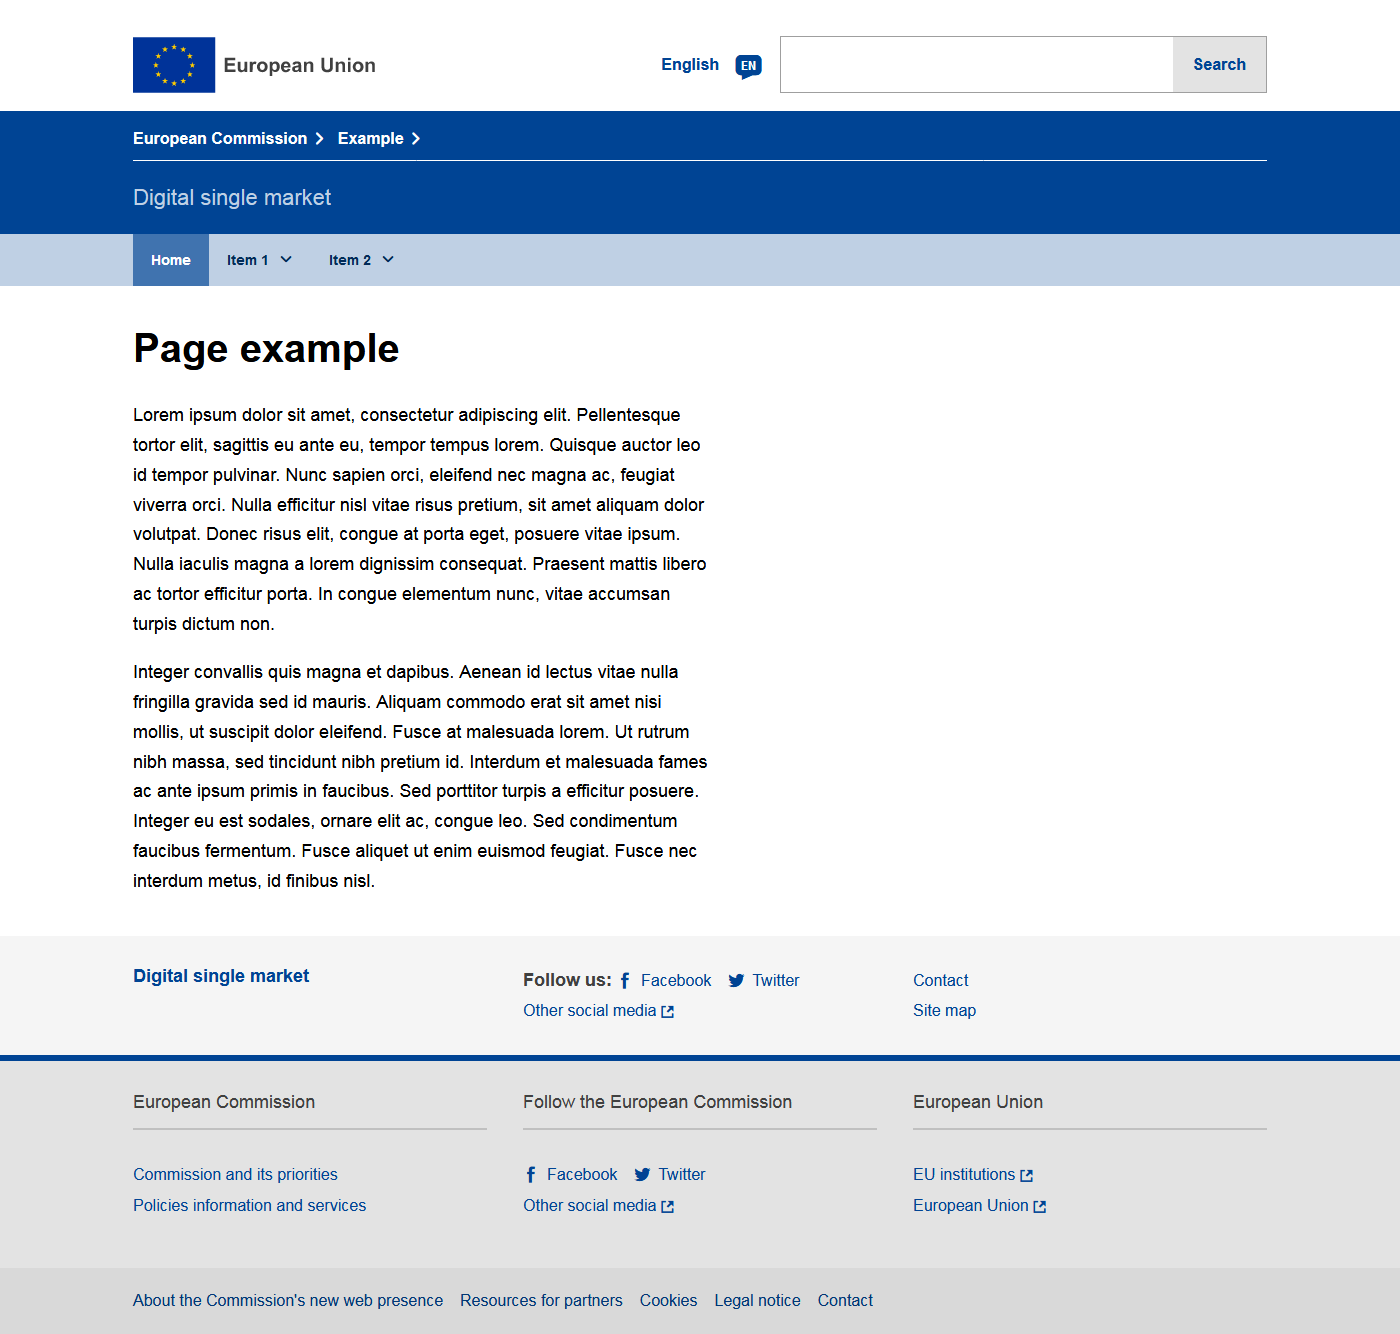 European Union
English EN Search
European Commission Example
Digital single market
Home Item 1 Item 2
Page example
Lorem ipsum dolor sit amet, consectetur adipiscing elit. Pellentesque
tortor elit, sagittis eu ante eu, tempor tempus lorem. Quisque auctor leo
id tempor pulvinar. Nunc sapien orci, eleifend nec magna ac, feugiat
viverra orci. Nulla efficitur nisl vitae risus pretium, sit amet aliquam dolor
volutpat. Donec risus elit, congue at porta eget, posuere vitae ipsum.
Nulla iaculis magna a lorem dignissim consequat. Praesent mattis libero
ac tortor efficitur porta. In congue elementum nunc, vitae accumsan
turpis dictum non.
Integer convallis quis magna et dapibus. Aenean id lectus vitae nulla
fringilla gravida sed id mauris. Aliquam commodo erat sit amet nisi
mollis, ut suscipit dolor eleifend. Fusce at malesuada lorem. Ut rutrum
nibh massa, sed tincidunt nibh pretium id. Interdum et malesuada fames
ac ante ipsum primis in faucibus. Sed porttitor turpis a efficitur posuere.
Integer eu est sodales, ornare elit ac, congue leo. Sed condimentum
faucibus fermentum. Fusce aliquet ut enim euismod feugiat. Fusce nec
interdum metus, id finibus nisl.
Digital single market
Follow us: Facebook Twitter
Other social media
Contact
Site map
European Commission
Commission and its priorities
Policies information and services
Follow the European Commission
Facebook Twitter
Other social media
European Union
EU institutions
European Union
About the Commission's new web presence Resources for partners Cookies Legal notice Contact